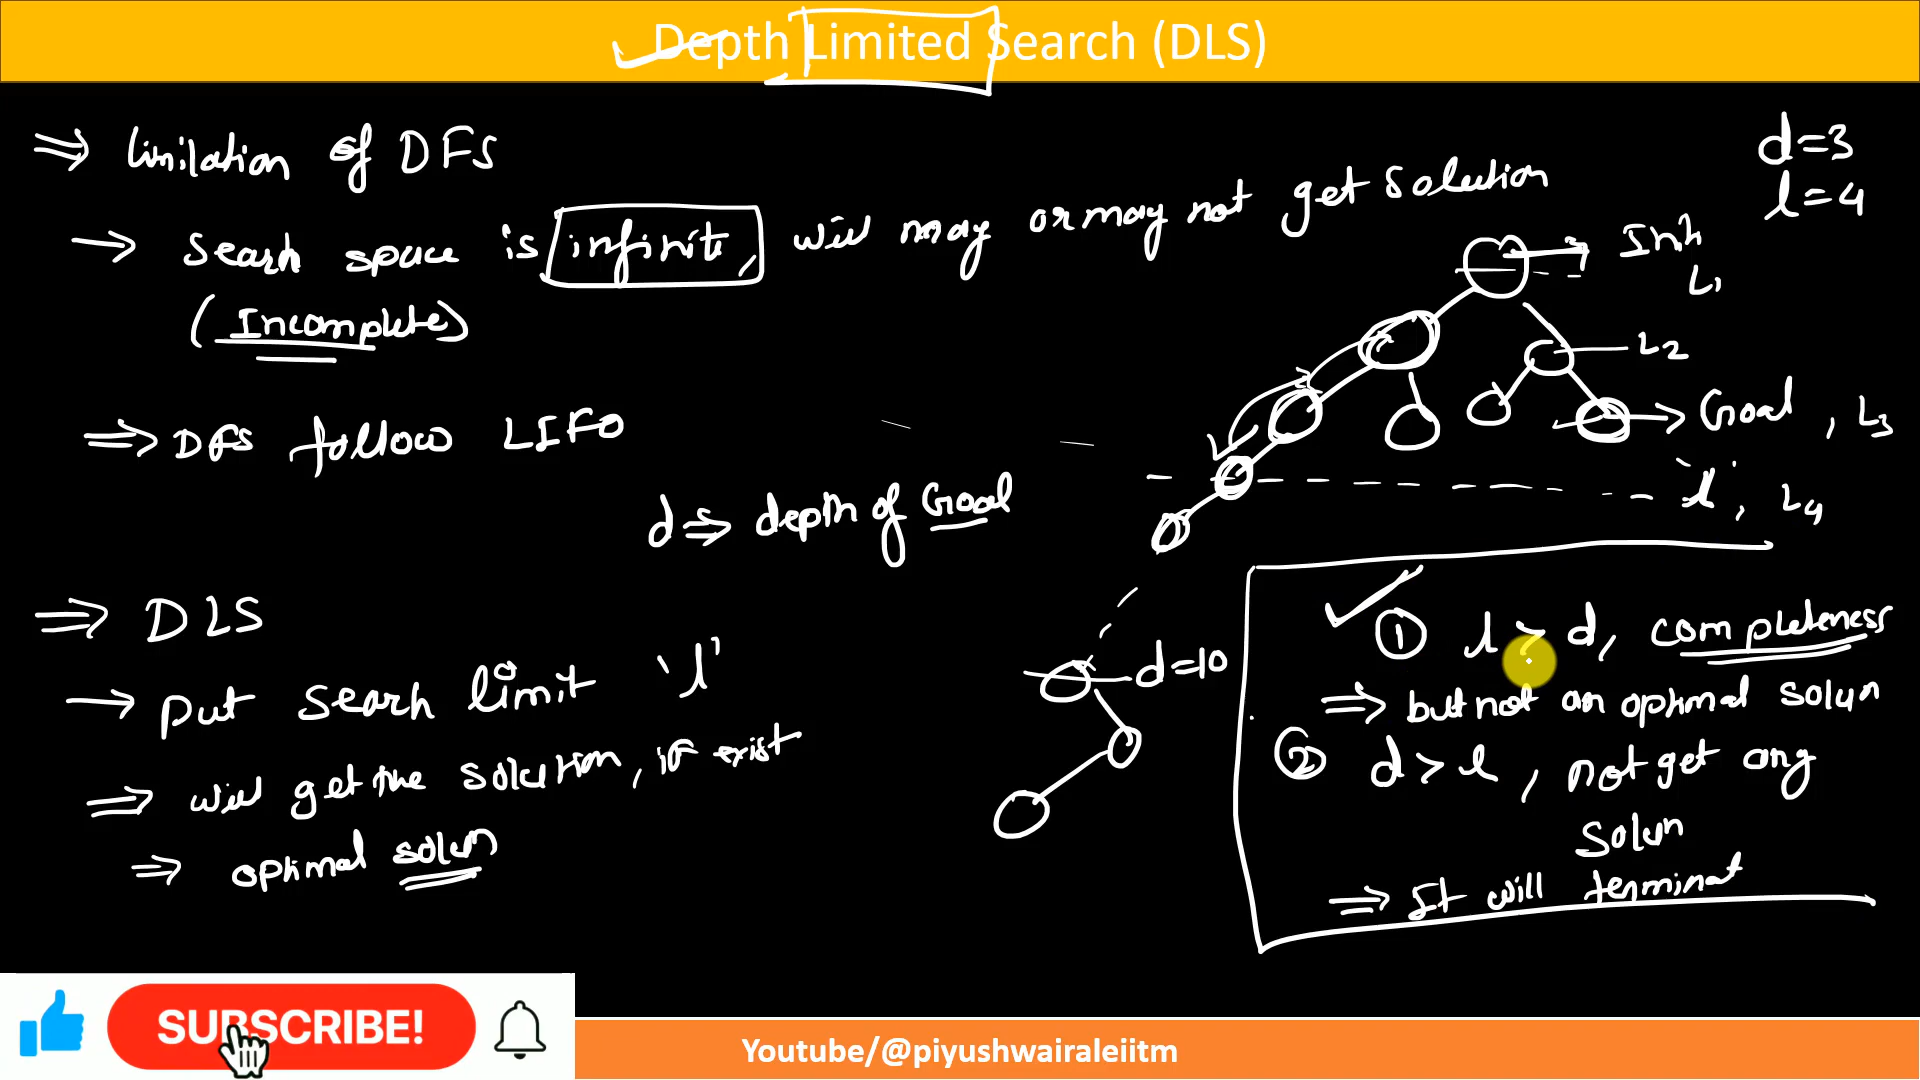 Depth Limited Search (DLS)
⇒ limitation of DFS
→ Search space is infinite, will may or may not get solution
(Incomplete)
⇒ DFS follow LIFO
d ⇒ depth of Goal
⇒ DLS
→ put search limit 'l'
⇒ will get the solution, if exist
⇒ optimal solun
d=3
l=4
L1
L2
Goal, L3
'l', L4
d=10
① l > d, completeness
⇒ but not an optimal solun
② d > l, not get any
Solun
⇒ It will terminat
SUBSCRIBE!
Youtube/@piyushwairaleiitm